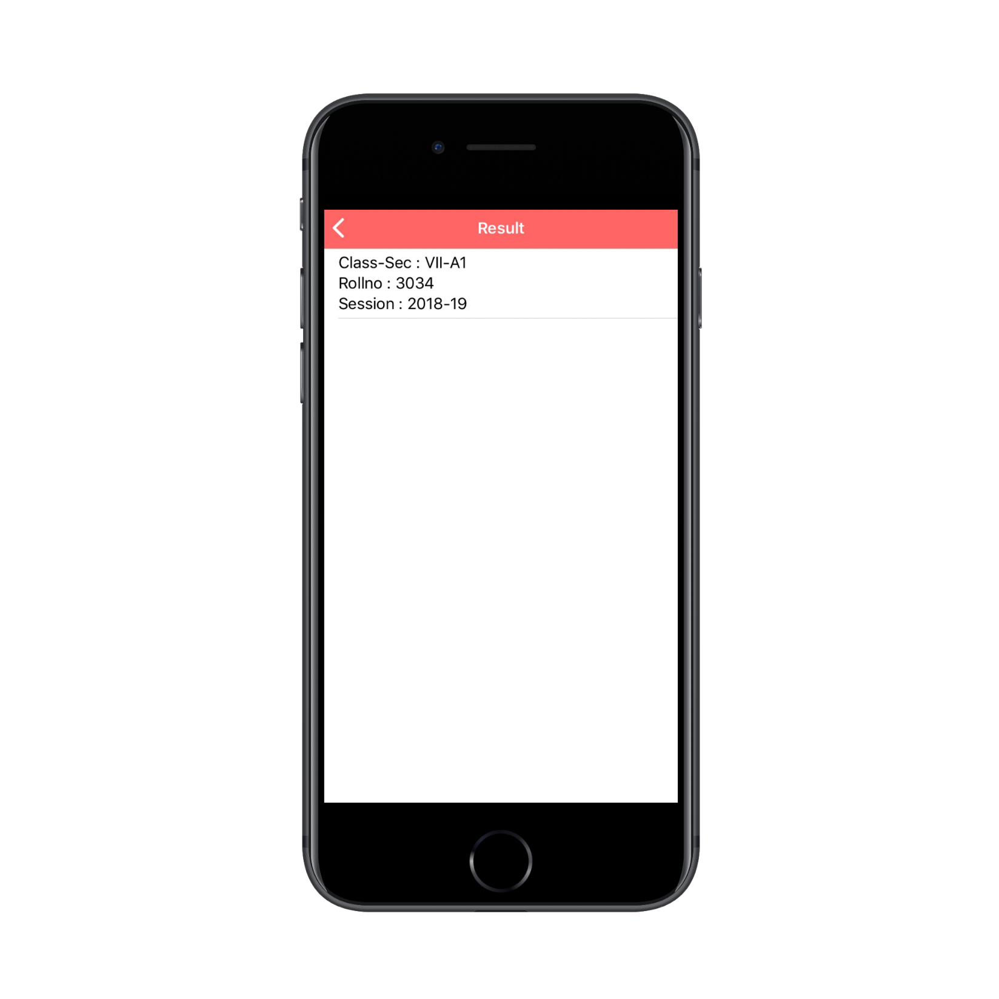 Result
Class-Sec : VII-A1
Rollno : 3034
Session : 2018-19